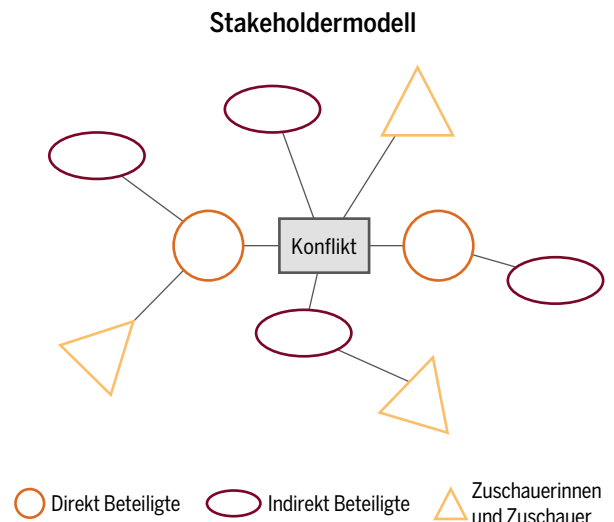 Stakeholdermodell
Konflikt
Direkt Beteiligte
Indirekt Beteiligte
Zuschauerinnen
und Zuschauer